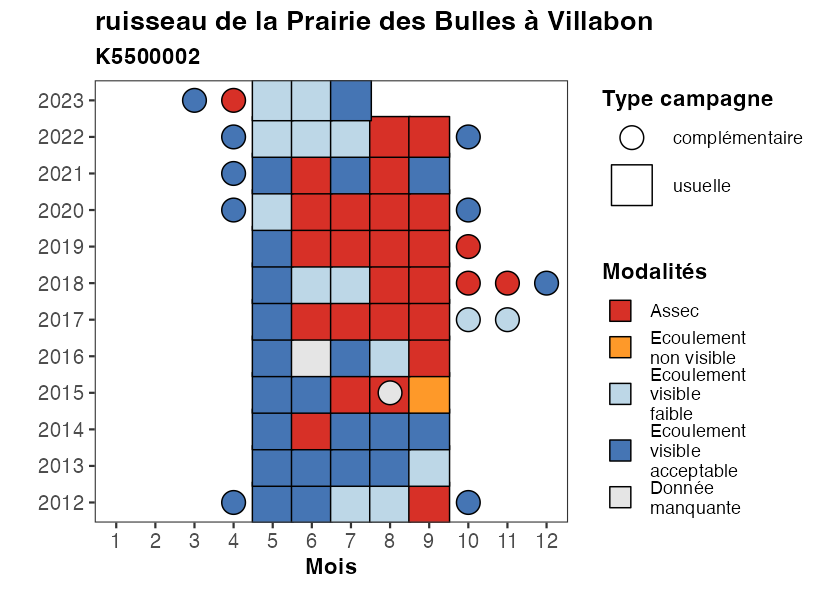 ruisseau de la Prairie des Bulles à Villabon
K5500002
2023
2022
2021
2020
2019
2018
2017
2016
2015
2014
2013
2012
1 2 3 4 5 6 7 8 9 10 11 12
Mois
Type campagne
complémentaire
usuelle
Modalités
Assec
Ecoulement
non visible
Ecoulement
visible
faible
Ecoulement
visible
acceptable
Donnée
manquante